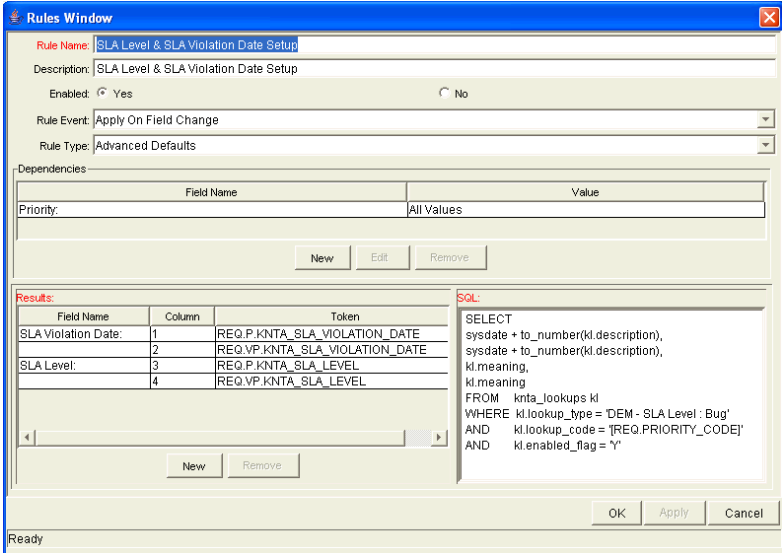 Rules Window
Rule Name: SLA Level & SLA Violation Date Setup
Description: SLA Level & SLA Violation Date Setup
Enabled: Yes No
Rule Event: Apply On Field Change
Rule Type: Advanced Defaults
Dependencies
Field Name Value
Priority: All Values
New Edit Remove
Results:
Field Name Column Token
SLA Violation Date: 1 REQ.P.KNTA_SLA_VIOLATION_DATE
2 REQ.VP.KNTA_SLA_VIOLATION_DATE
SLA Level: 3 REQ.P.KNTA_SLA_LEVEL
4 REQ.VP.KNTA_SLA_LEVEL
New Remove
SQL:
SELECT
sysdate + to_number(kl.description),
sysdate + to_number(kl.description),
kl.meaning,
kl.meaning
FROM knta_lookups kl
WHERE kl.lookup_type = 'DEM - SLA Level : Bug'
AND kl.lookup_code = '[REQ.PRIORITY_CODE]'
AND kl.enabled_flag = 'Y'
OK Apply Cancel
Ready